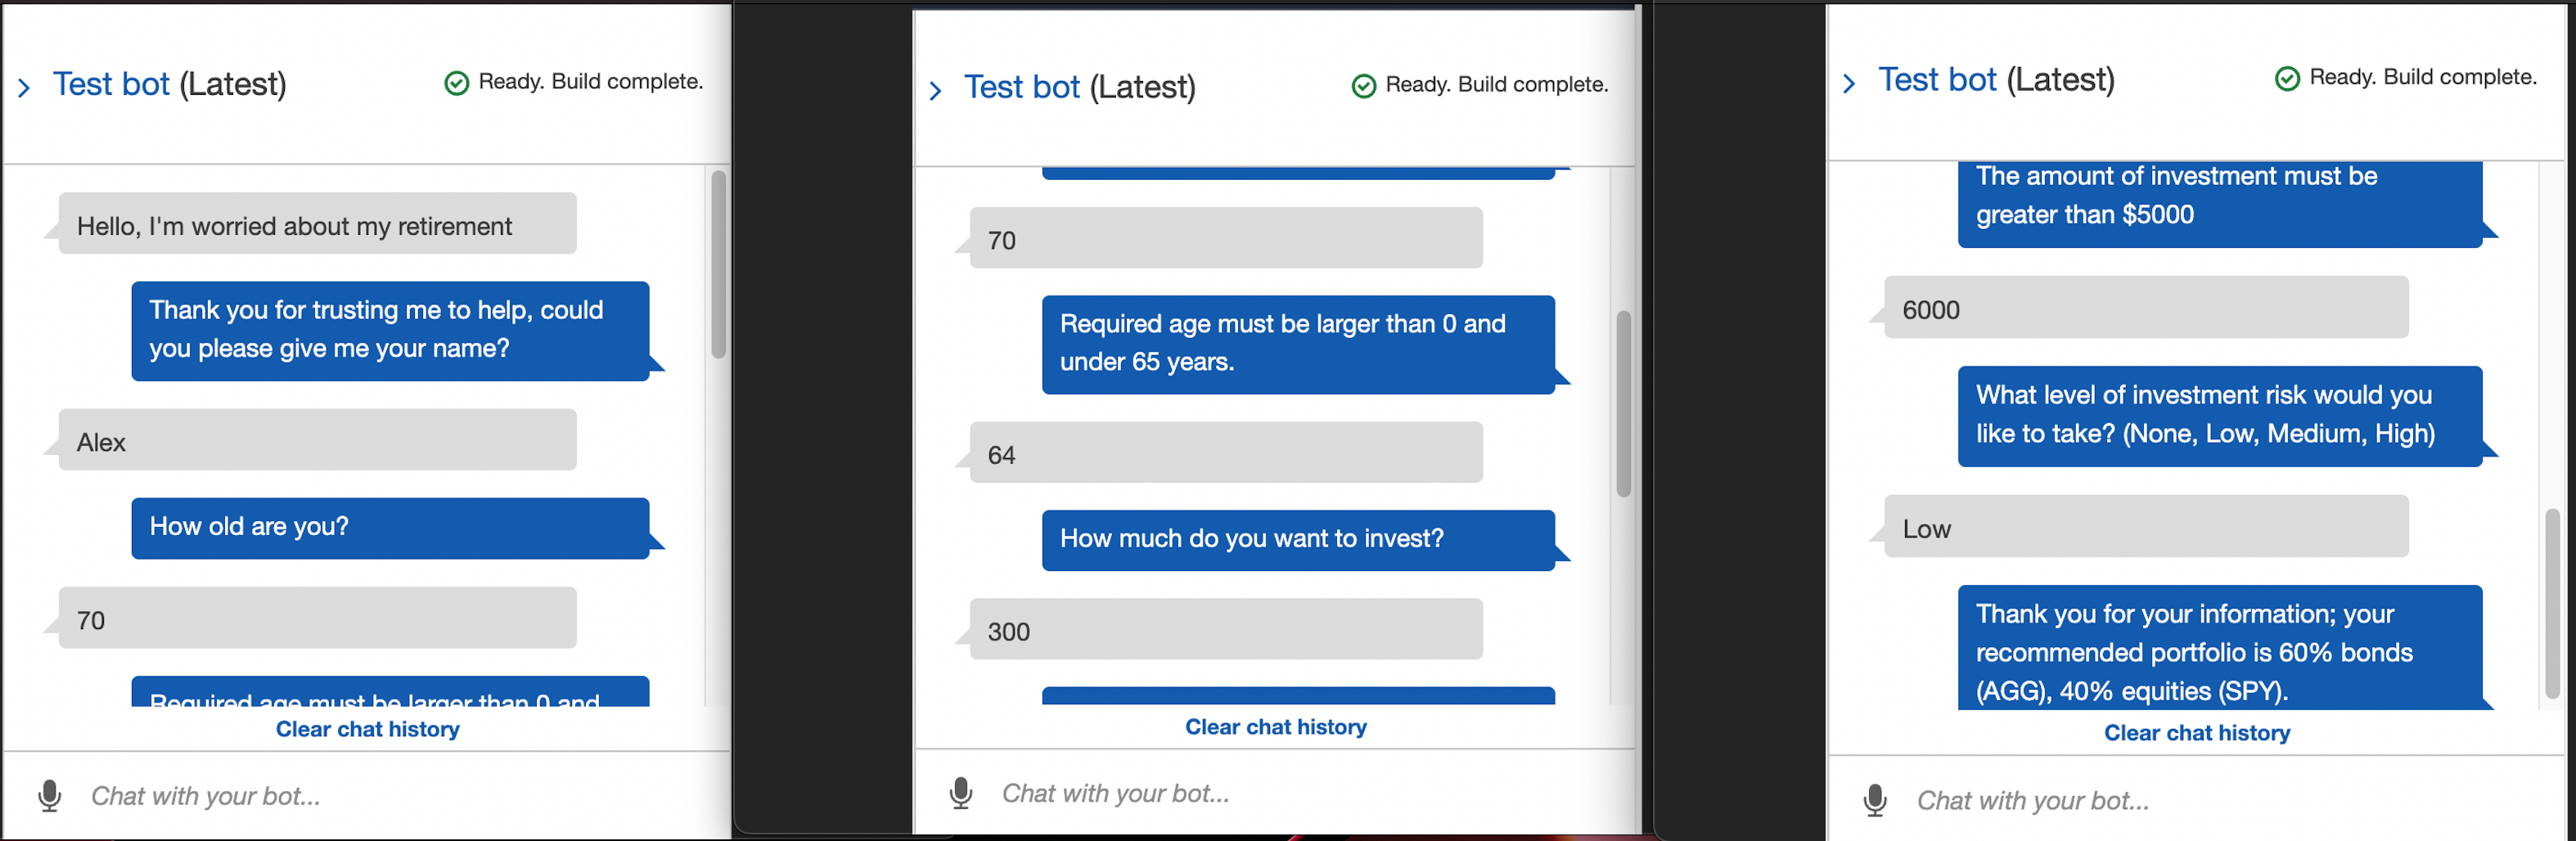 Test bot (Latest)
Ready. Build complete.
Hello, I'm worried about my retirement
Thank you for trusting me to help, could
you please give me your name?
Alex
How old are you?
70
Required age must be larger than 0 and
Clear chat history
Chat with your bot...
Test bot (Latest)
Ready. Build complete.
70
Required age must be larger than 0 and
under 65 years.
64
How much do you want to invest?
300
Clear chat history
Chat with your bot...
Test bot (Latest)
Ready. Build complete.
The amount of investment must be
greater than $5000
6000
What level of investment risk would you
like to take? (None, Low, Medium, High)
Low
Thank you for your information; your
recommended portfolio is 60% bonds
(AGG), 40% equities (SPY).
Clear chat history
Chat with your bot...